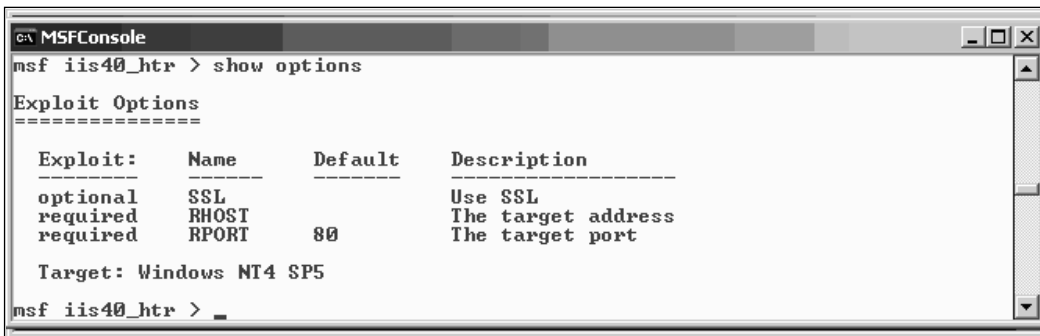 MSFConsole
msf iis40_htr > show options
Exploit Options
===============
Exploit: Name Default Description
-------- ------ ------- ------------------
optional SSL Use SSL
required RHOST The target address
required RPORT 80 The target port
Target: Windows NT4 SP5
msf iis40_htr > _